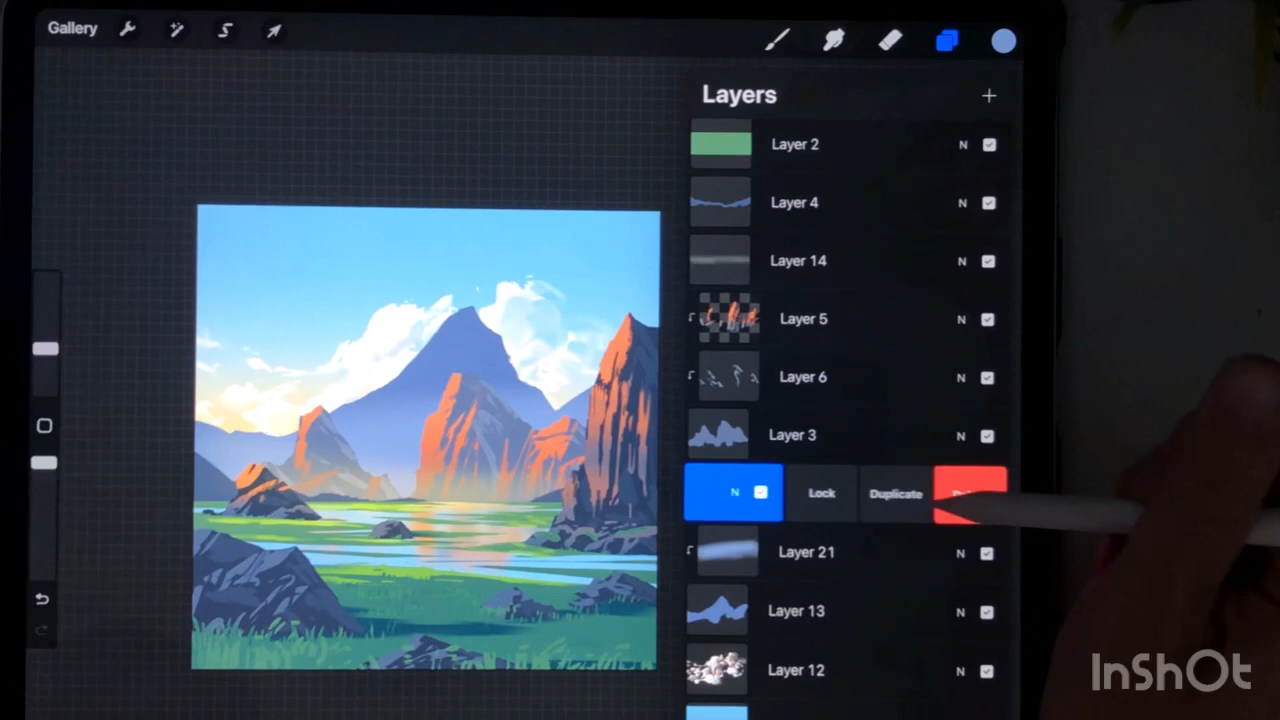 Gallery
Layers
Layer 2 N
Layer 4 N
Layer 14 N
Layer 5 N
Layer 6 N
Layer 3 N
N Lock Duplicate
Layer 21 N
Layer 13 N
Layer 12 N
InShOt